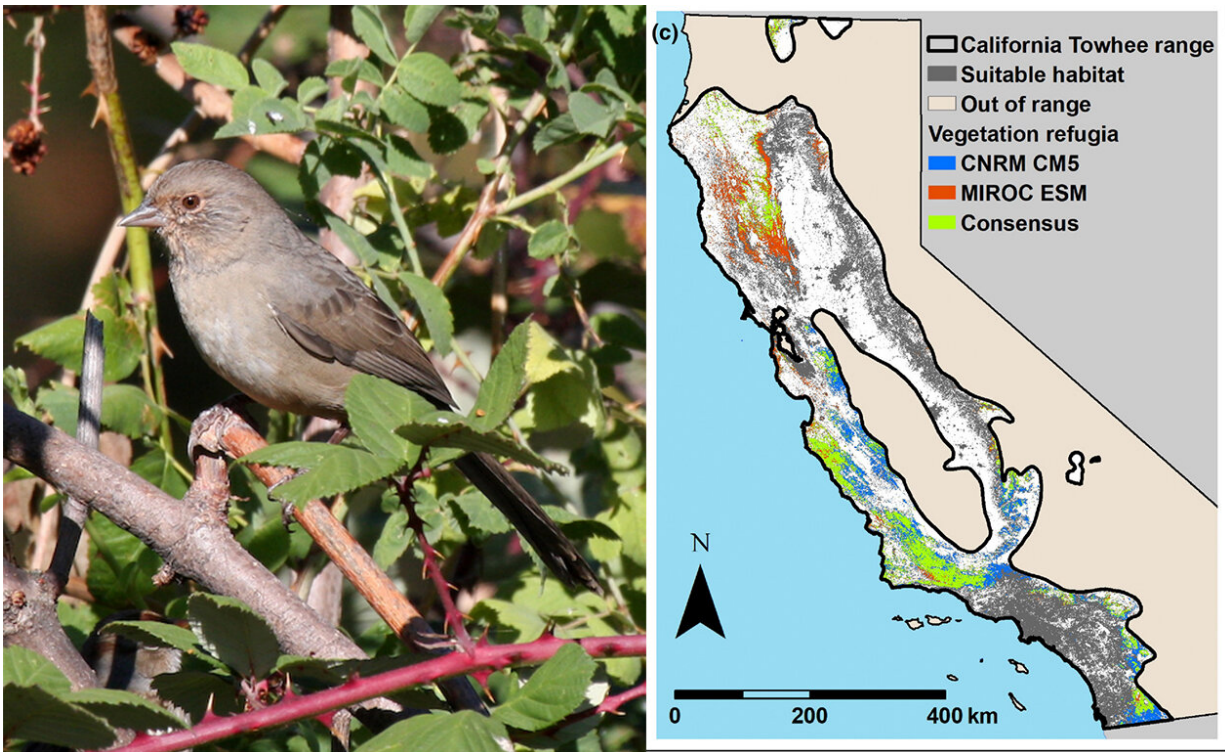 (c)
California Towhee range
Suitable habitat
Out of range
Vegetation refugia
CNRM CM5
MIROC ESM
Consensus
N
0 200 400 km